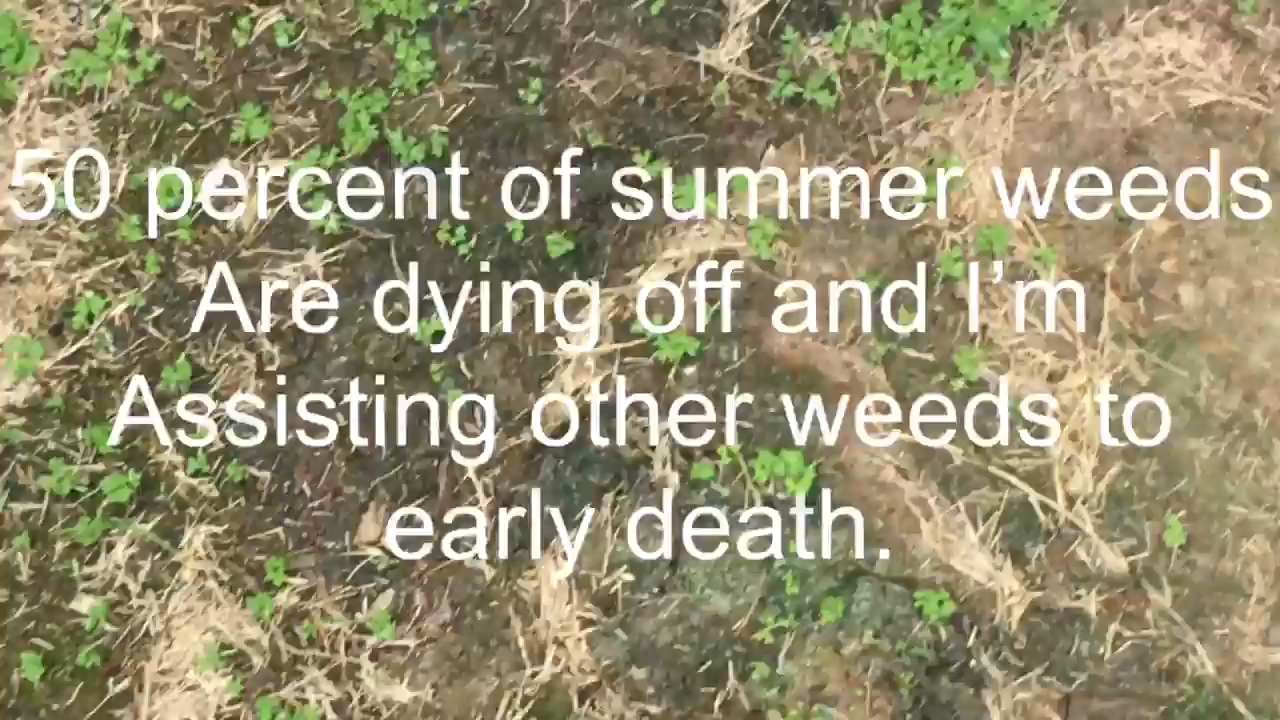 50 percent of summer weeds
Are dying off and I’m
Assisting other weeds to
early death.